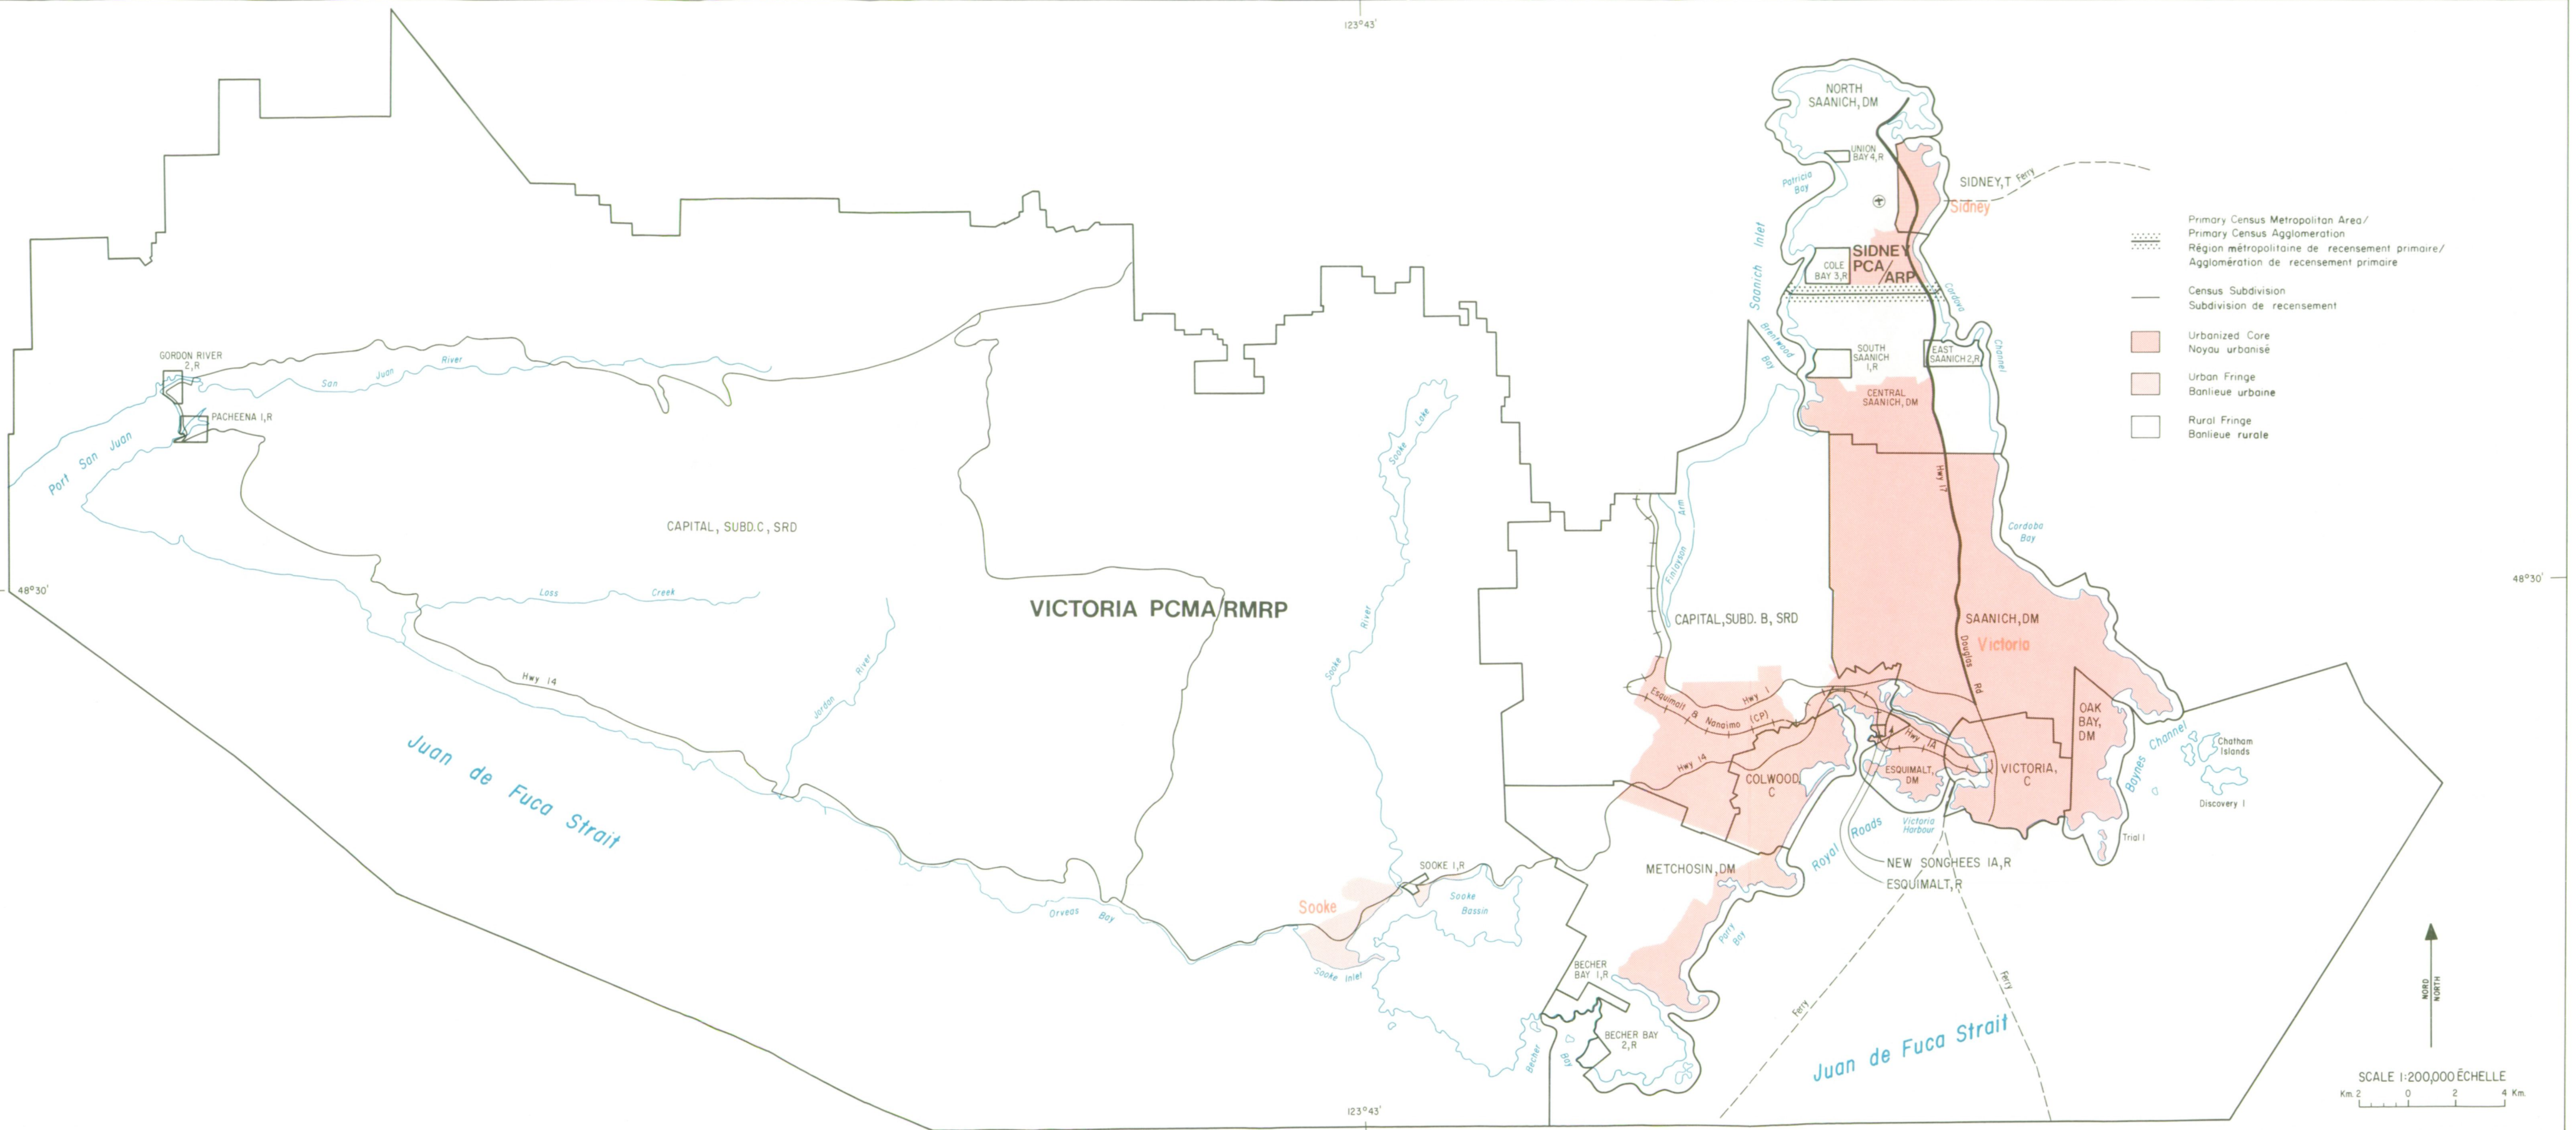 123°43'
NORTH
SAANICH, DM
UNION
BAY 4, R
Patricia
Bay
SIDNEY, T
Ferry
Sidney
Saanich Inlet
COLE
BAY 3, R
SIDNEY
PCA/
ARP
Cordova
Channel
Brentwood
Bay
SOUTH
SAANICH
1, R
EAST
SAANICH 2, R
CENTRAL
SAANICH, DM
Primary Census Metropolitan Area/
Primary Census Agglomeration
Région métropolitaine de recensement primaire/
Agglomération de recensement primaire
Census Subdivision
Subdivision de recensement
Urbanized Core
Noyau urbanisé
Urban Fringe
Banlieue urbaine
Rural Fringe
Banlieue rurale
GORDON RIVER
2, R
San Juan River
PACHEENA 1, R
Port San Juan
Sooke Lake
CAPITAL, SUBD. C, SRD
Hwy 17
Finlayson Arm
Cordoba
Bay
48°30'
48°30'
Loss Creek
VICTORIA PCMA/RMRP
Sooke River
CAPITAL, SUBD. B, SRD
SAANICH, DM
Victoria
Douglas Rd
Hwy 14
Jordan River
Juan de Fuca Strait
Esquimalt & Nanaimo (CP)
Hwy 1
Hwy 14
Hwy 1A
COLWOOD,
C
ESQUIMALT,
DM
VICTORIA,
C
OAK
BAY,
DM
Baynes Channel
Chatham
Islands
Discovery I
Trial I
Victoria
Harbour
Royal Roads
NEW SONGHEES 1A, R
ESQUIMALT, R
METCHOSIN, DM
SOOKE 1, R
Sooke
Sooke
Bassin
Orveas Bay
Sooke Inlet
Parry
Bay
BECHER
BAY 1, R
BECHER BAY
2, R
Becher Bay
Ferry
Ferry
Juan de Fuca Strait
NORD
NORTH
SCALE 1:200,000 ÉCHELLE
Km. 2 0 2 4 Km.
123°43'